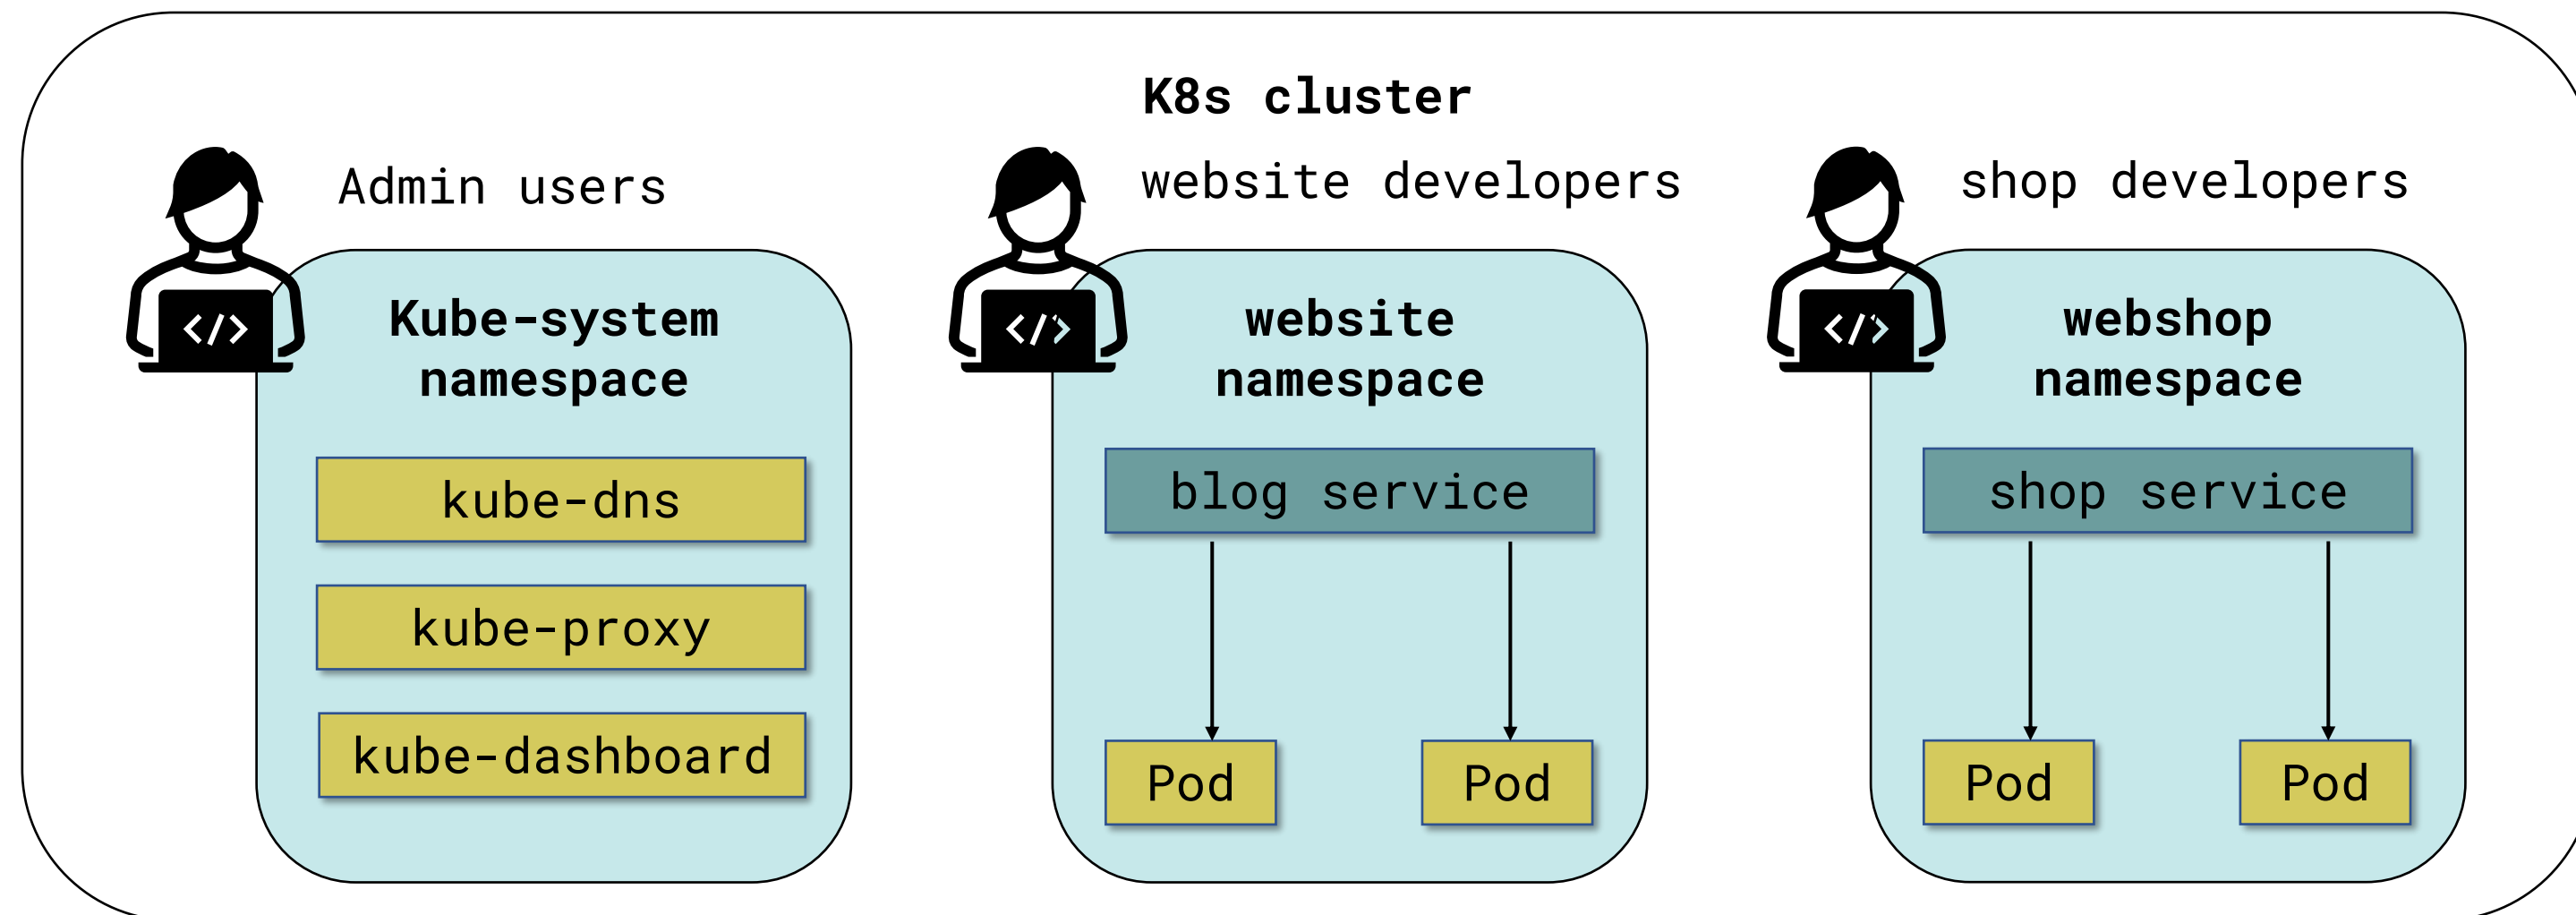 K8s cluster
Admin users
website developers
shop developers
Kube-system
namespace
kube-dns
kube-proxy
kube-dashboard
website
namespace
blog service
Pod
Pod
webshop
namespace
shop service
Pod
Pod